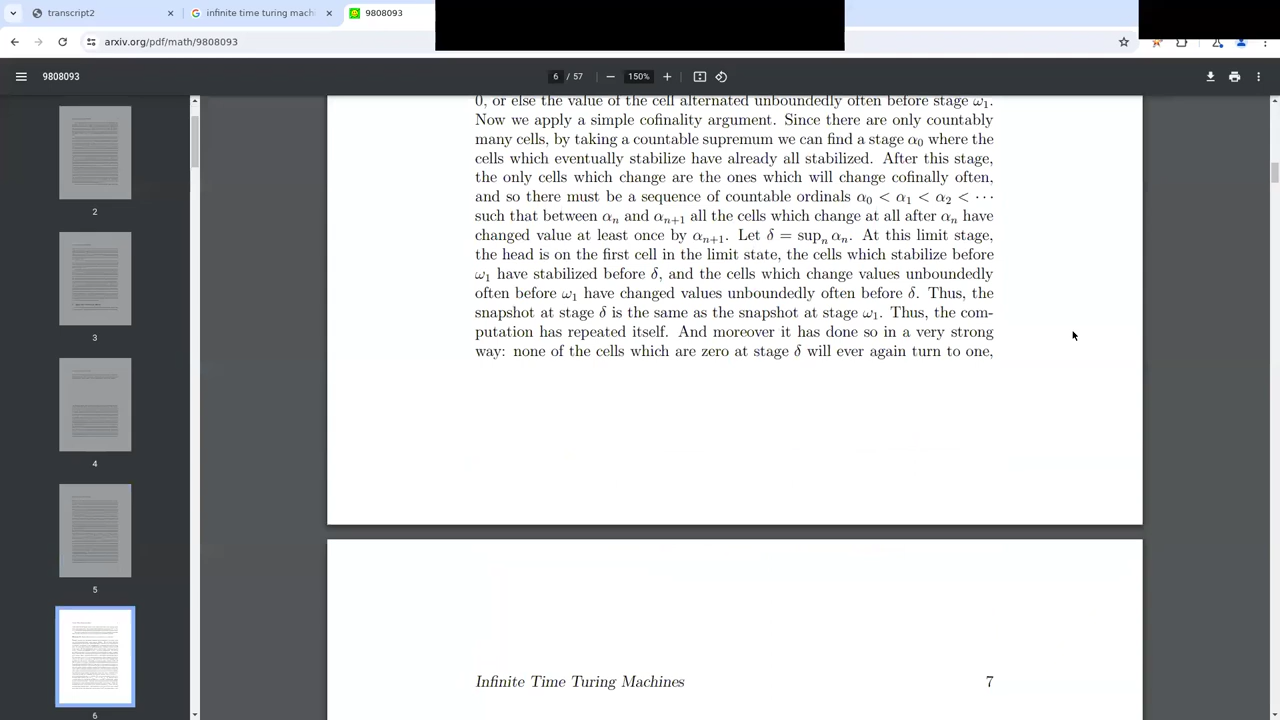 transcript2
infinite time turing mach
9808093
arxiv.org/pdf/math/9808093
9808093
6 / 57
150%
2
3
4
5
6
0, or else the value of the cell alternated unboundedly often before stage ω₁.
Now we apply a simple cofinality argument. Since there are only countably
many cells, by taking a countable supremum we can find a stage α₀ where the
cells which eventually stabilize have already all stabilized. After this stage,
the only cells which change are the ones which will change cofinally often,
and so there must be a sequence of countable ordinals α₀ < α₁ < α₂ < ⋯
such that between αₙ and αₙ₊₁ all the cells which change at all after αₙ have
changed value at least once by αₙ₊₁. Let δ = supₙ αₙ. At this limit stage,
the head is on the first cell in the limit state, the cells which stabilize before
ω₁ have stabilized before δ, and the cells which change values unboundedly
often before ω₁ have changed values unboundedly often before δ. Thus, the
snapshot at stage δ is the same as the snapshot at stage ω₁. Thus, the com-
putation has repeated itself. And moreover it has done so in a very strong
way: none of the cells which are zero at stage δ will ever again turn to one,
Infinite Time Turing Machines 7